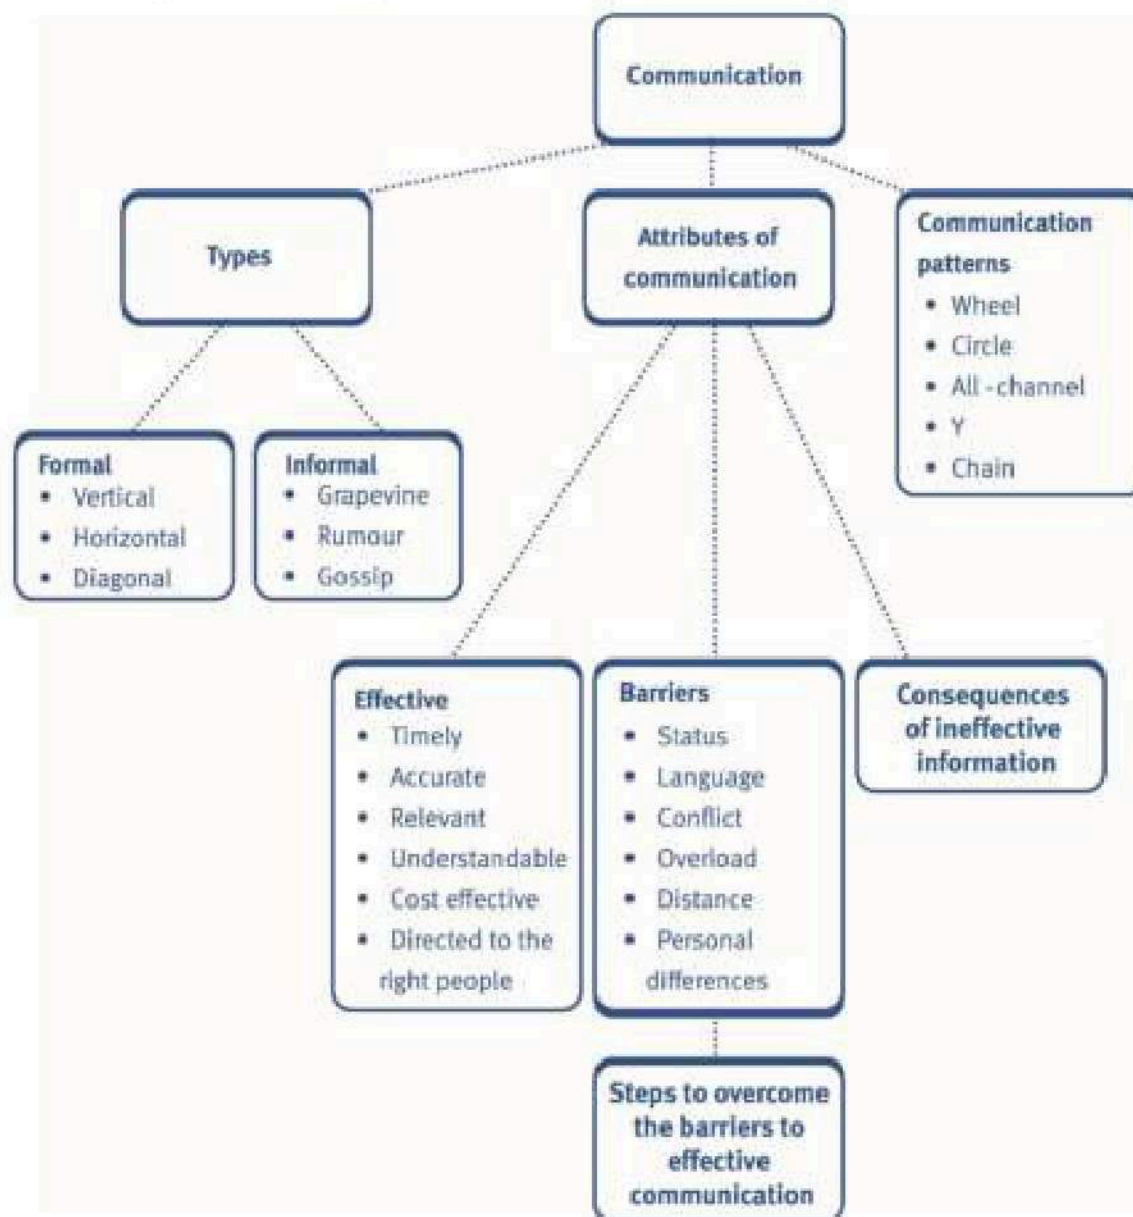 Communication
Types
Attributes of
communication
Communication
patterns
• Wheel
• Circle
• All -channel
• Y
• Chain
Formal
• Vertical
• Horizontal
• Diagonal
Informal
• Grapevine
• Rumour
• Gossip
Effective
• Timely
• Accurate
• Relevant
• Understandable
• Cost effective
• Directed to the
right people
Barriers
• Status
• Language
• Conflict
• Overload
• Distance
• Personal
differences
Consequences
of ineffective
information
Steps to overcome
the barriers to
effective
communication